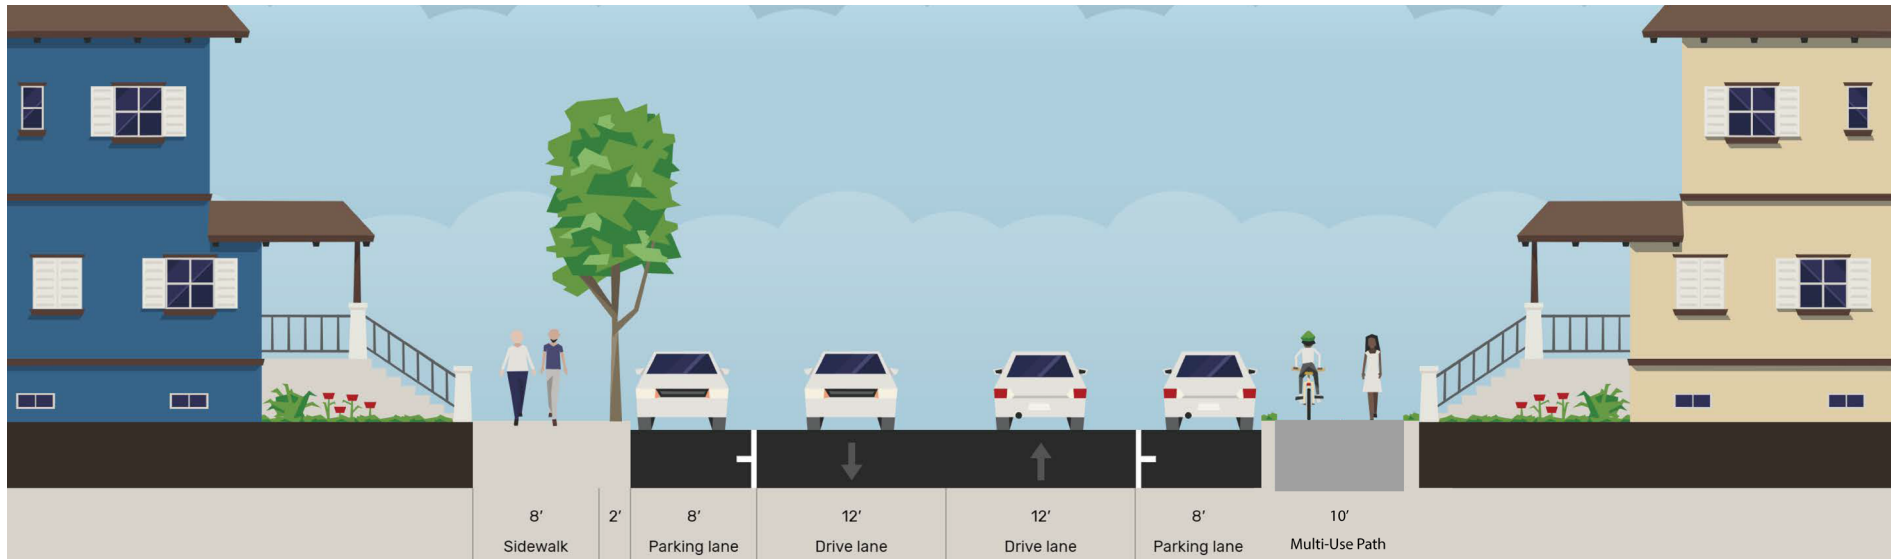 8′ 2′ 8′ 12′ 12′ 8′ 10′
Sidewalk Parking lane Drive lane Drive lane Parking lane Multi-Use Path